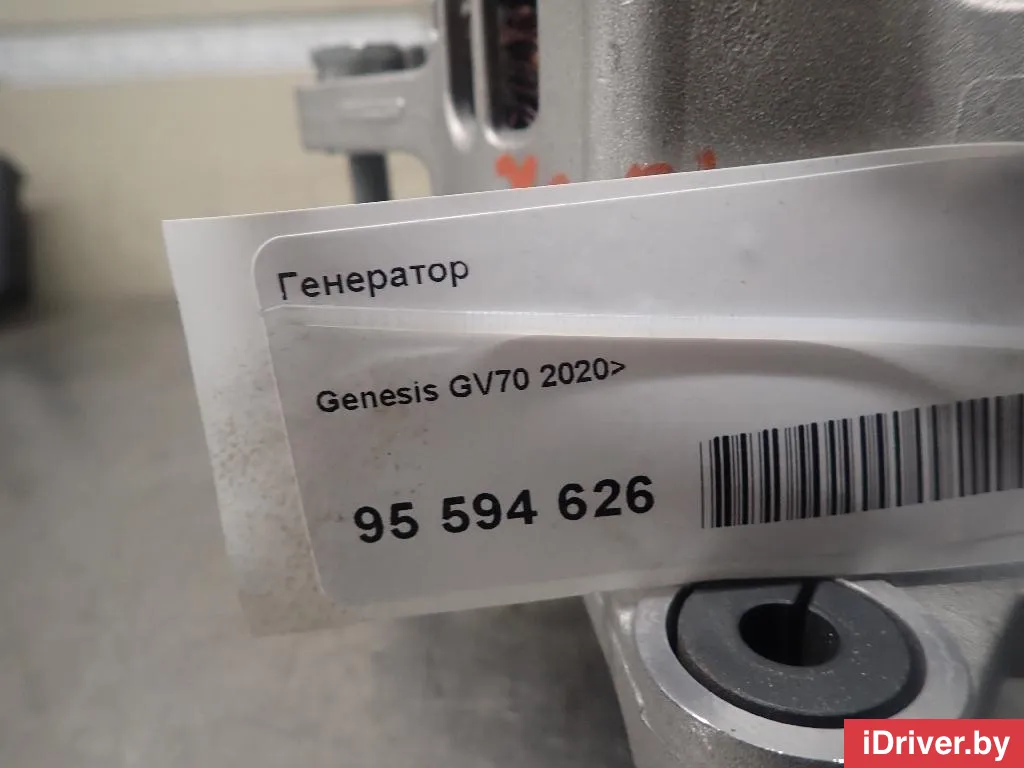 Генератор
Genesis GV70 2020>
95 594 626
iDriver.by